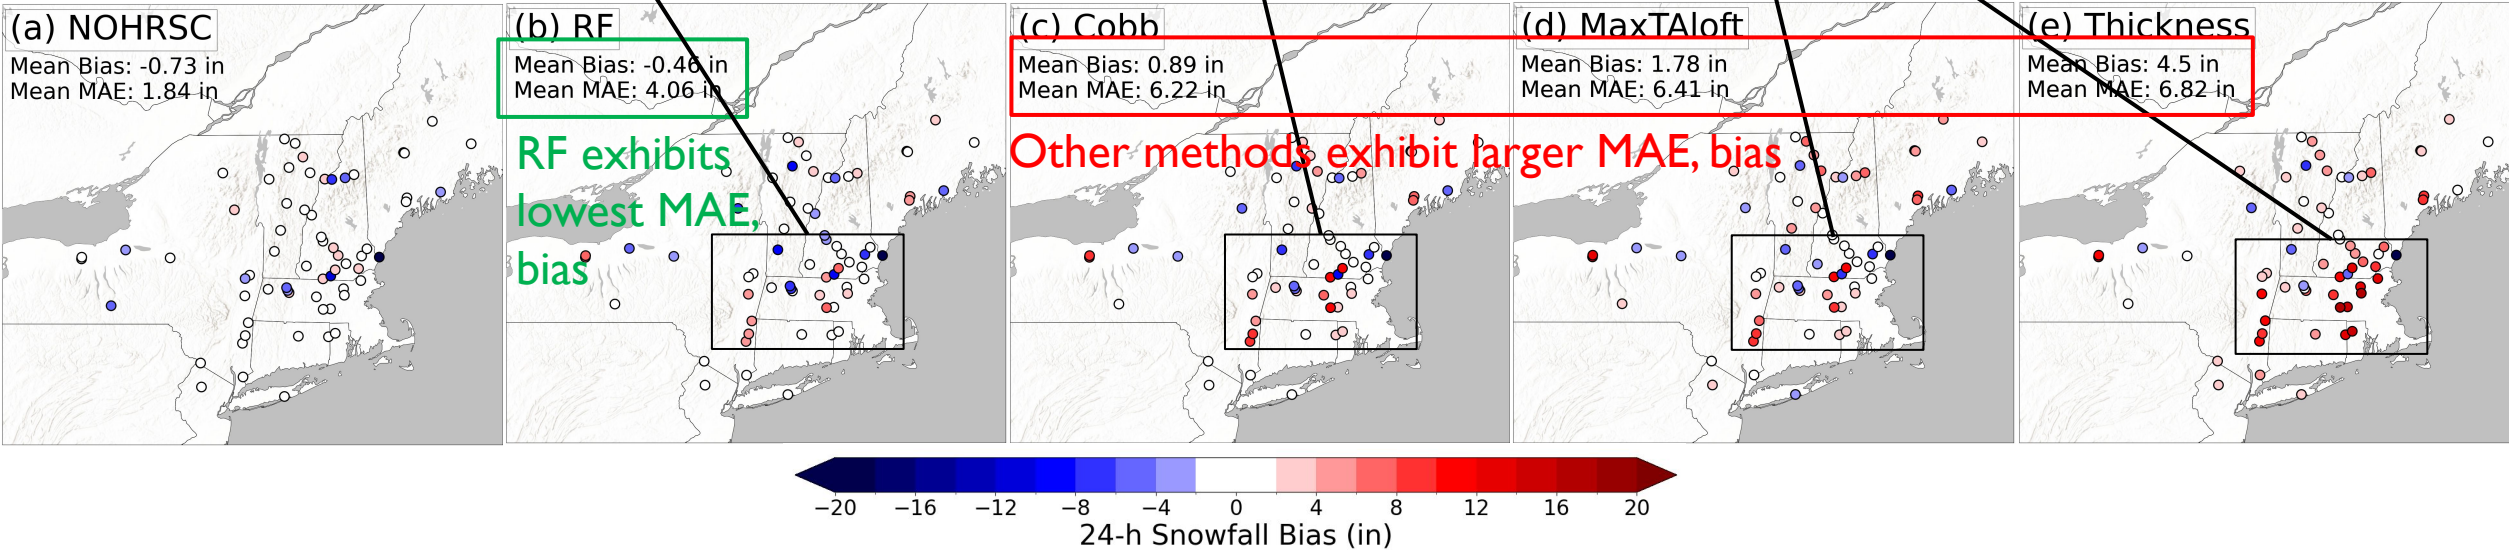 (a) NOHRSC
Mean Bias: -0.73 in
Mean MAE: 1.84 in
(b) RF
Mean Bias: -0.46 in
Mean MAE: 4.06 in
RF exhibits
lowest MAE,
bias
(c) Cobb
Mean Bias: 0.89 in
Mean MAE: 6.22 in
(d) MaxTAloft
Mean Bias: 1.78 in
Mean MAE: 6.41 in
(e) Thickness
Mean Bias: 4.5 in
Mean MAE: 6.82 in
Other methods exhibit larger MAE, bias
−20 −16 −12 −8 −4 0 4 8 12 16 20
24-h Snowfall Bias (in)